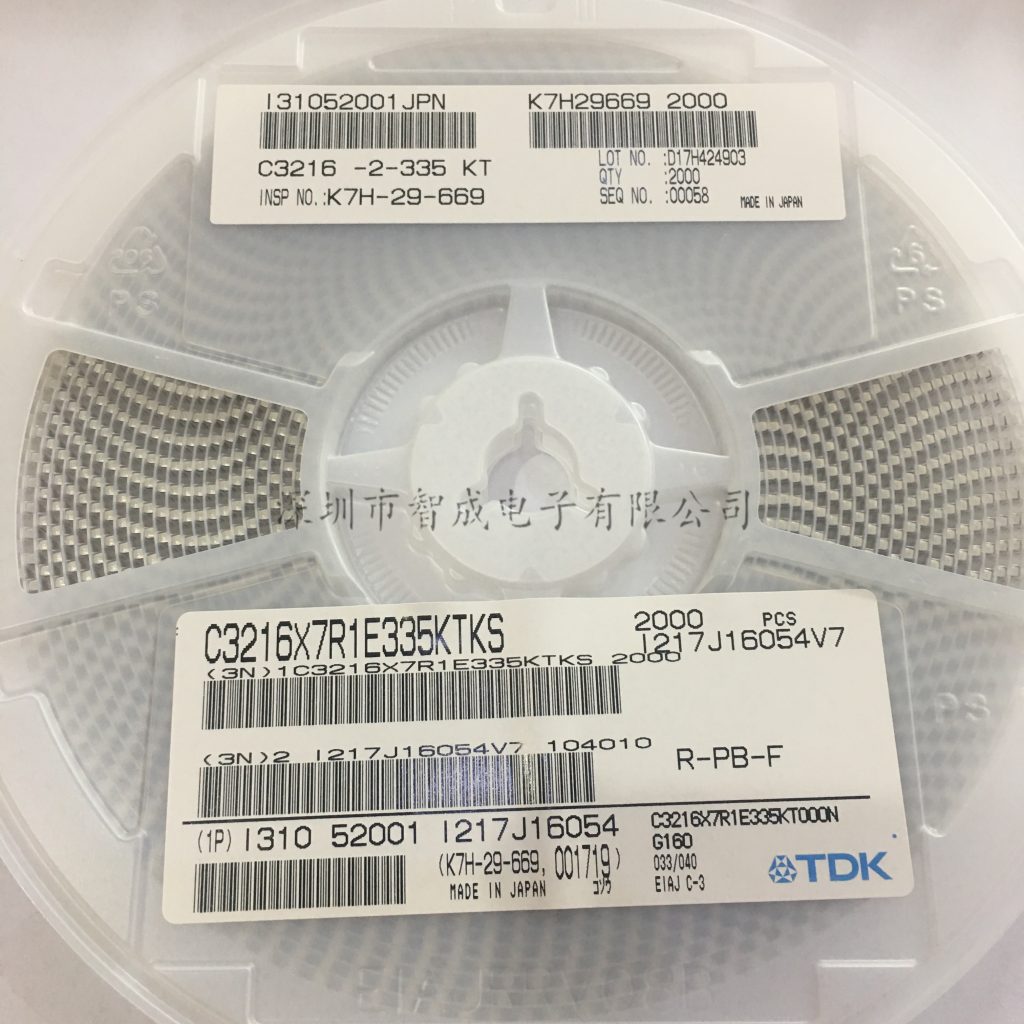 I31052001JPN
K7H29669 2000
C3216 -2-335 KT
INSP NO.:K7H-29-669
LOT NO. :D17H424903
QTY :2000
SEQ NO. :00058
MADE IN JAPAN
PS
PS
深圳市智成电子有限公司
C3216X7R1E335KTKS
2000 PCS
I217J16054V7
(3N)1C3216X7R1E335KTKS 2000
(3N)2 I217J16054V7 104010
R-PB-F
(1P) I310 52001 I217J16054
(K7H-29-669, 001719)
MADE IN JAPAN コソウ
C3216X7R1E335KT000N
G160
033/040
EIAJ C-3
TDK
PS